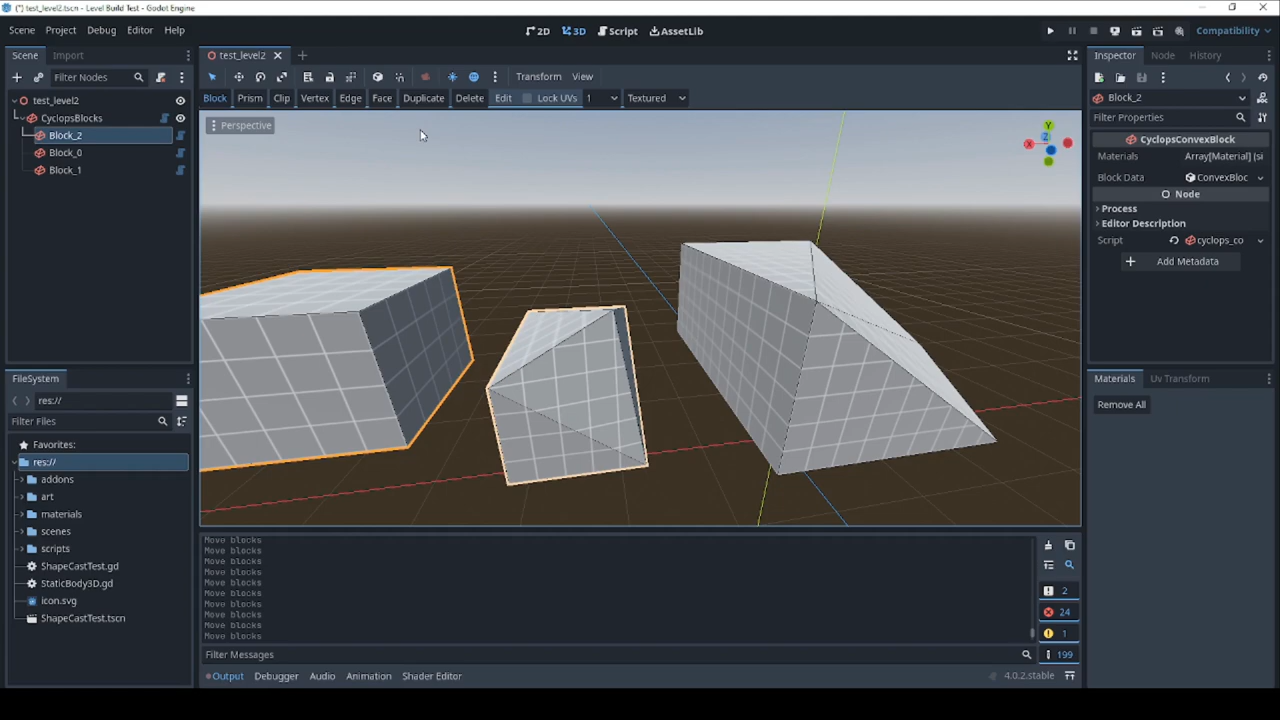 (*) test_level2.tscn - Level Build Test - Godot Engine
Scene Project Debug Editor Help
2D 3D Script AssetLib
Compatibility
Scene Import
Filter Nodes
test_level2
CyclopsBlocks
Block_2
Block_0
Block_1
test_level2
Transform View
Block Prism Clip Vertex Edge Face Duplicate Delete Edit Lock UVs 1 Textured
Perspective
Y
X
Z
Inspector Node History
Block_2
Filter Properties
CyclopsConvexBlock
Materials Array[Material] (si
Block Data ConvexBloc
Node
Process
Editor Description
Script cyclops_co
Add Metadata
Materials Uv Transform
Remove All
FileSystem
res://
Filter Files
Favorites:
res://
addons
art
materials
scenes
scripts
ShapeCastTest.gd
StaticBody3D.gd
icon.svg
ShapeCastTest.tscn
Move blocks
Move blocks
Move blocks
Move blocks
Move blocks
Move blocks
Move blocks
Move blocks
Move blocks
Move blocks
2
24
1
199
Filter Messages
Output Debugger Audio Animation Shader Editor
4.0.2.stable